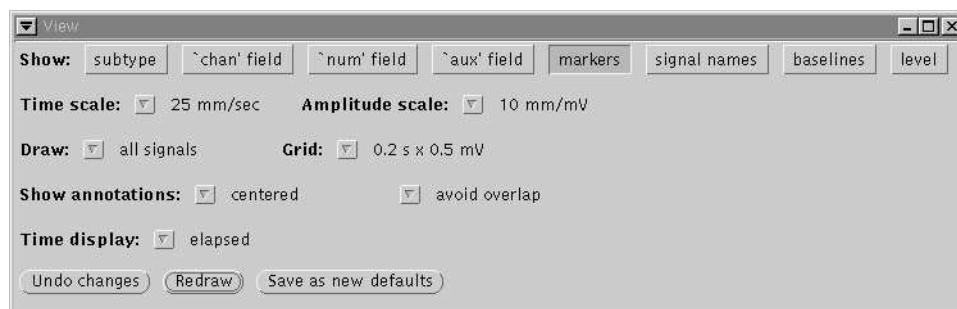 View
Show: subtype `chan' field `num' field `aux' field markers signal names baselines level
Time scale: 25 mm/sec Amplitude scale: 10 mm/mV
Draw: all signals Grid: 0.2 s x 0.5 mV
Show annotations: centered avoid overlap
Time display: elapsed
Undo changes Redraw Save as new defaults